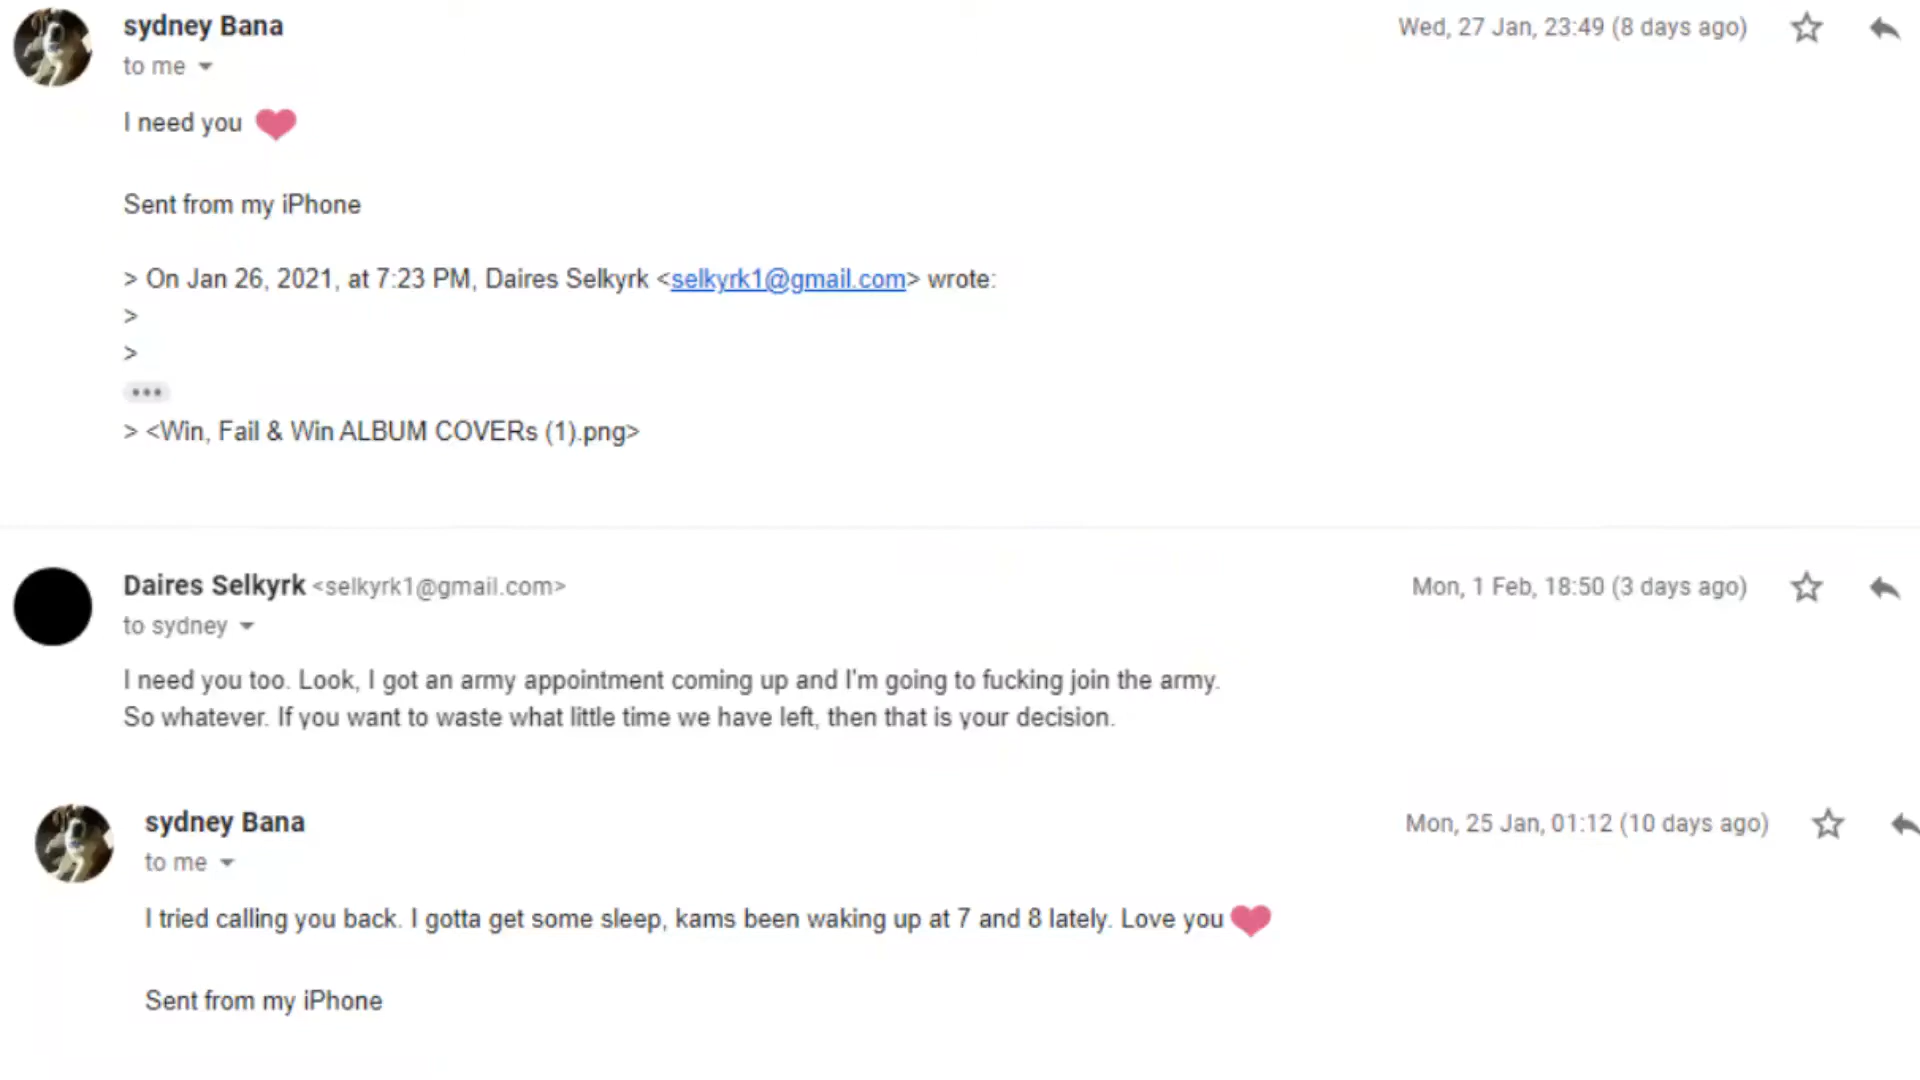 sydney Bana
Wed, 27 Jan, 23:49 (8 days ago)
to me
I need you
Sent from my iPhone
> On Jan 26, 2021, at 7:23 PM, Daires Selkyrk <selkyrk1@gmail.com> wrote:
>
>
> <Win, Fail & Win ALBUM COVERs (1).png>
Daires Selkyrk <selkyrk1@gmail.com>
Mon, 1 Feb, 18:50 (3 days ago)
to sydney
I need you too. Look, I got an army appointment coming up and I'm going to fucking join the army.
So whatever. If you want to waste what little time we have left, then that is your decision.
sydney Bana
Mon, 25 Jan, 01:12 (10 days ago)
to me
I tried calling you back. I gotta get some sleep, kams been waking up at 7 and 8 lately. Love you
Sent from my iPhone